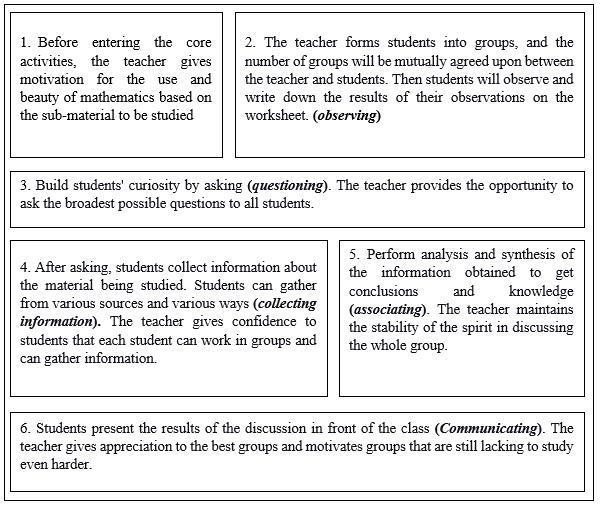 1. Before entering the core
activities, the teacher gives
motivation for the use and
beauty of mathematics based on
the sub-material to be studied
2. The teacher forms students into groups, and the
number of groups will be mutually agreed upon between
the teacher and students. Then students will observe and
write down the results of their observations on the
worksheet. (observing)
3. Build students' curiosity by asking (questioning). The teacher provides the opportunity to
ask the broadest possible questions to all students.
4. After asking, students collect information about
the material being studied. Students can gather
from various sources and various ways (collecting
information). The teacher gives confidence to
students that each student can work in groups and
can gather information.
5. Perform analysis and synthesis of
the information obtained to get
conclusions and knowledge
(associating). The teacher maintains
the stability of the spirit in discussing
the whole group.
6. Students present the results of the discussion in front of the class (Communicating). The
teacher gives appreciation to the best groups and motivates groups that are still lacking to study
even harder.